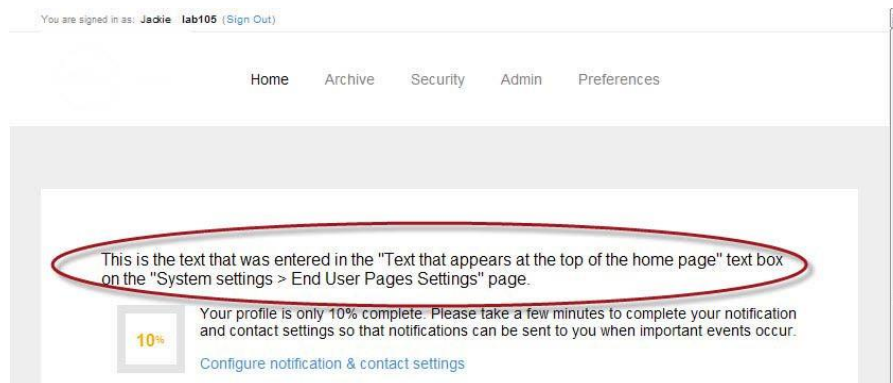 You are signed in as: Jackie lab105 (Sign Out)
Home Archive Security Admin Preferences
This is the text that was entered in the "Text that appears at the top of the home page" text box
on the "System settings > End User Pages Settings" page.
Your profile is only 10% complete. Please take a few minutes to complete your notification
and contact settings so that notifications can be sent to you when important events occur.
10%
Configure notification & contact settings